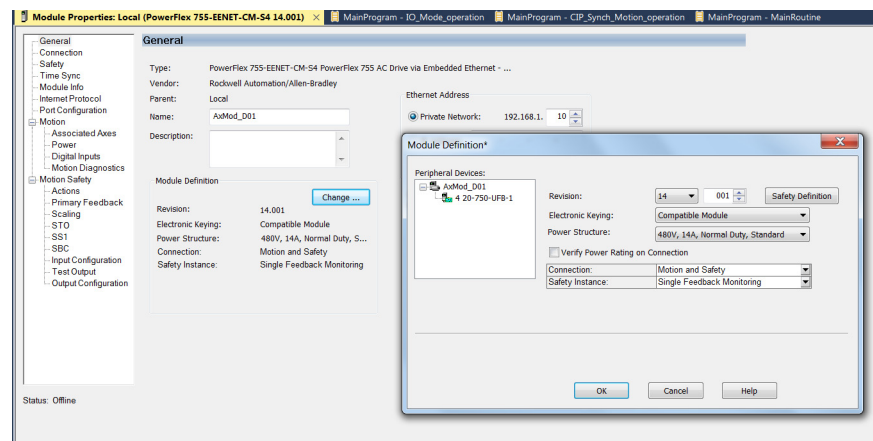 Module Properties: Local (PowerFlex 755-EENET-CM-S4 14.001) × MainProgram - IO_Mode_operation MainProgram - CIP_Synch_Motion_operation MainProgram - MainRoutine
General
Connection
Safety
Time Sync
Module Info
Internet Protocol
Port Configuration
Motion
Associated Axes
Power
Digital Inputs
Motion Diagnostics
Motion Safety
Actions
Primary Feedback
Scaling
STO
SS1
SBC
Input Configuration
Test Output
Output Configuration
Status: Offline
General
Type: PowerFlex 755-EENET-CM-S4 PowerFlex 755 AC Drive via Embedded Ethernet - ...
Vendor: Rockwell Automation/Allen-Bradley
Parent: Local
Name: AxMod_D01
Description:
Ethernet Address
Private Network: 192.168.1. 10
Module Definition
Change ...
Revision: 14.001
Electronic Keying: Compatible Module
Power Structure: 480V, 14A, Normal Duty, S...
Connection: Motion and Safety
Safety Instance: Single Feedback Monitoring
Module Definition*
X
Peripheral Devices:
AxMod_D01
4 20-750-UFB-1
Revision: 14 001 Safety Definition
Electronic Keying: Compatible Module
Power Structure: 480V, 14A, Normal Duty, Standard
Verify Power Rating on Connection
Connection: Motion and Safety
Safety Instance: Single Feedback Monitoring
OK Cancel Help